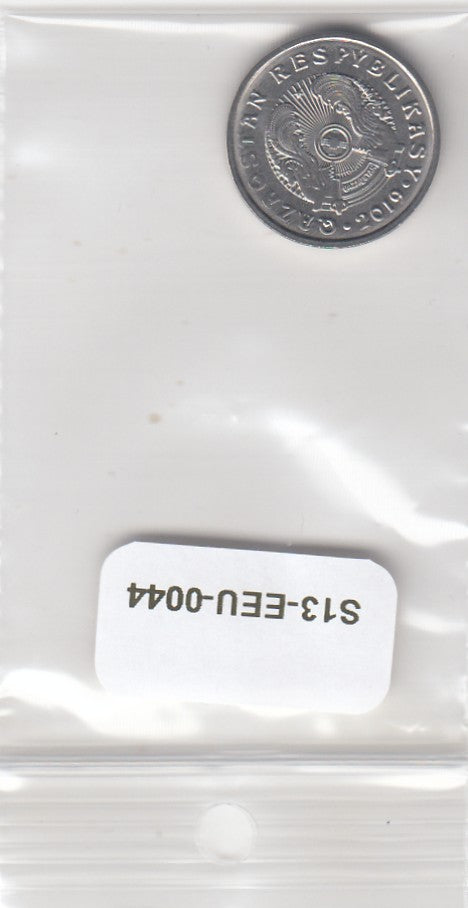 QAZAQSTAN RESPÝBLIKASY • 2019 •
S13-EEU-0044